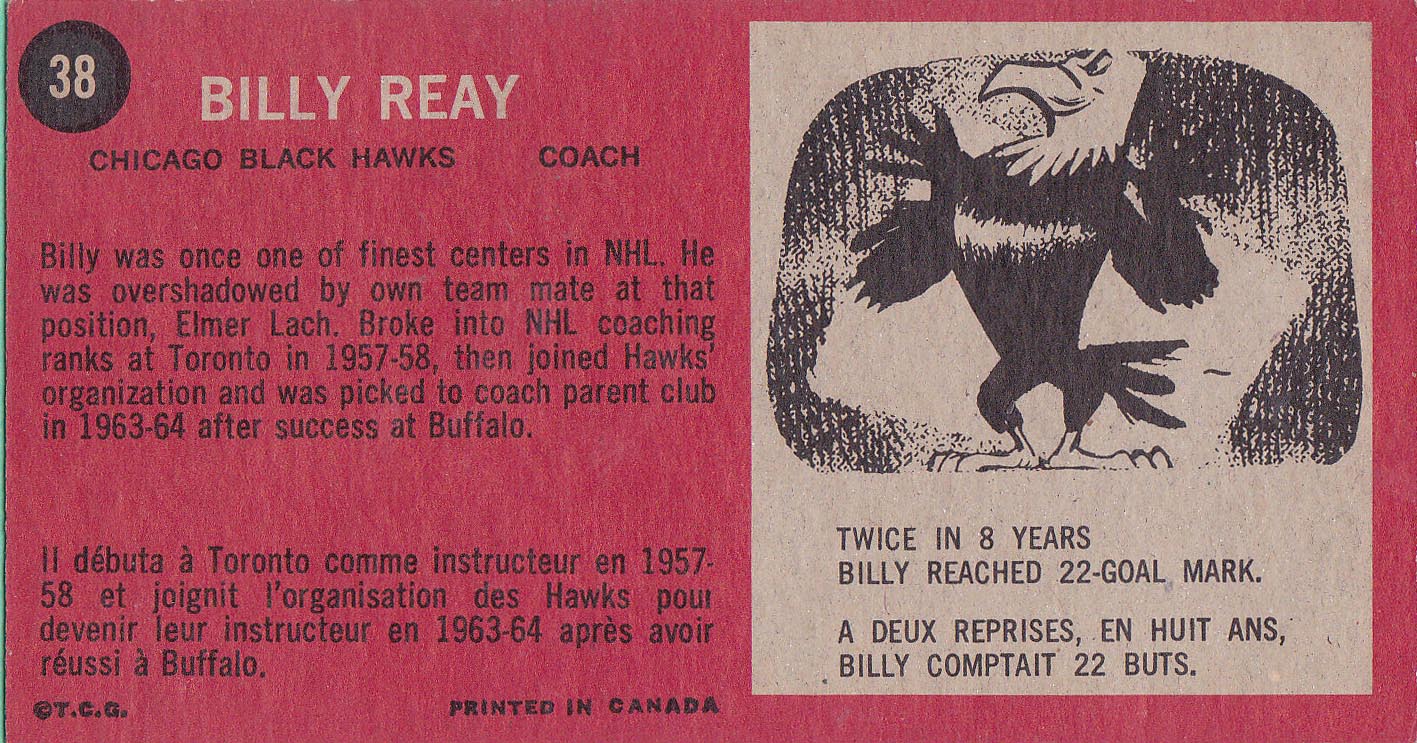 38
BILLY REAY
CHICAGO BLACK HAWKS COACH
Billy was once one of finest centers in NHL. He
was overshadowed by own team mate at that
position, Elmer Lach. Broke into NHL coaching
ranks at Toronto in 1957-58, then joined Hawks'
organization and was picked to coach parent club
in 1963-64 after success at Buffalo.
Il débuta à Toronto comme instructeur en 1957-
58 et joignit l'organisation des Hawks pour
devenir leur instructeur en 1963-64 après avoir
réussi à Buffalo.
©T.C.G. PRINTED IN CANADA
TWICE IN 8 YEARS
BILLY REACHED 22-GOAL MARK.
A DEUX REPRISES, EN HUIT ANS,
BILLY COMPTAIT 22 BUTS.